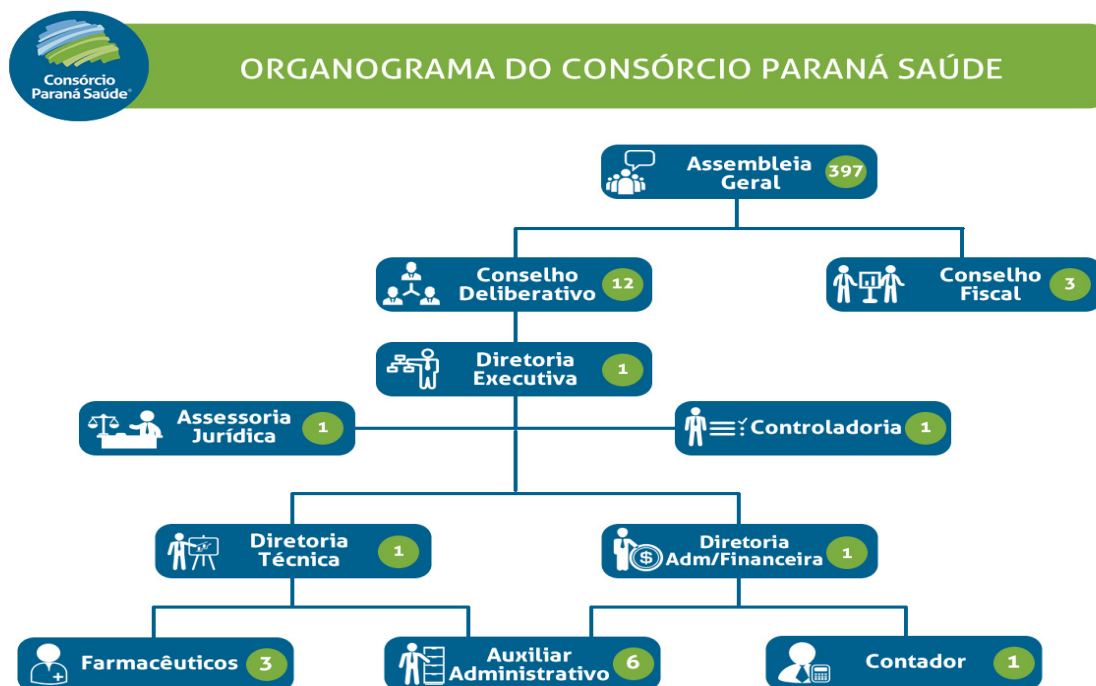 Consórcio
Paraná Saúde®
ORGANOGRAMA DO CONSÓRCIO PARANÁ SAÚDE
Assembleia
Geral
397
Conselho
Deliberativo
12
Conselho
Fiscal
3
Diretoria
Executiva
1
Assessoria
Jurídica
1
Controladoria
1
Diretoria
Técnica
1
Diretoria
Adm/Financeira
1
$
Farmacêuticos
3
Auxiliar
Administrativo
6
Contador
1